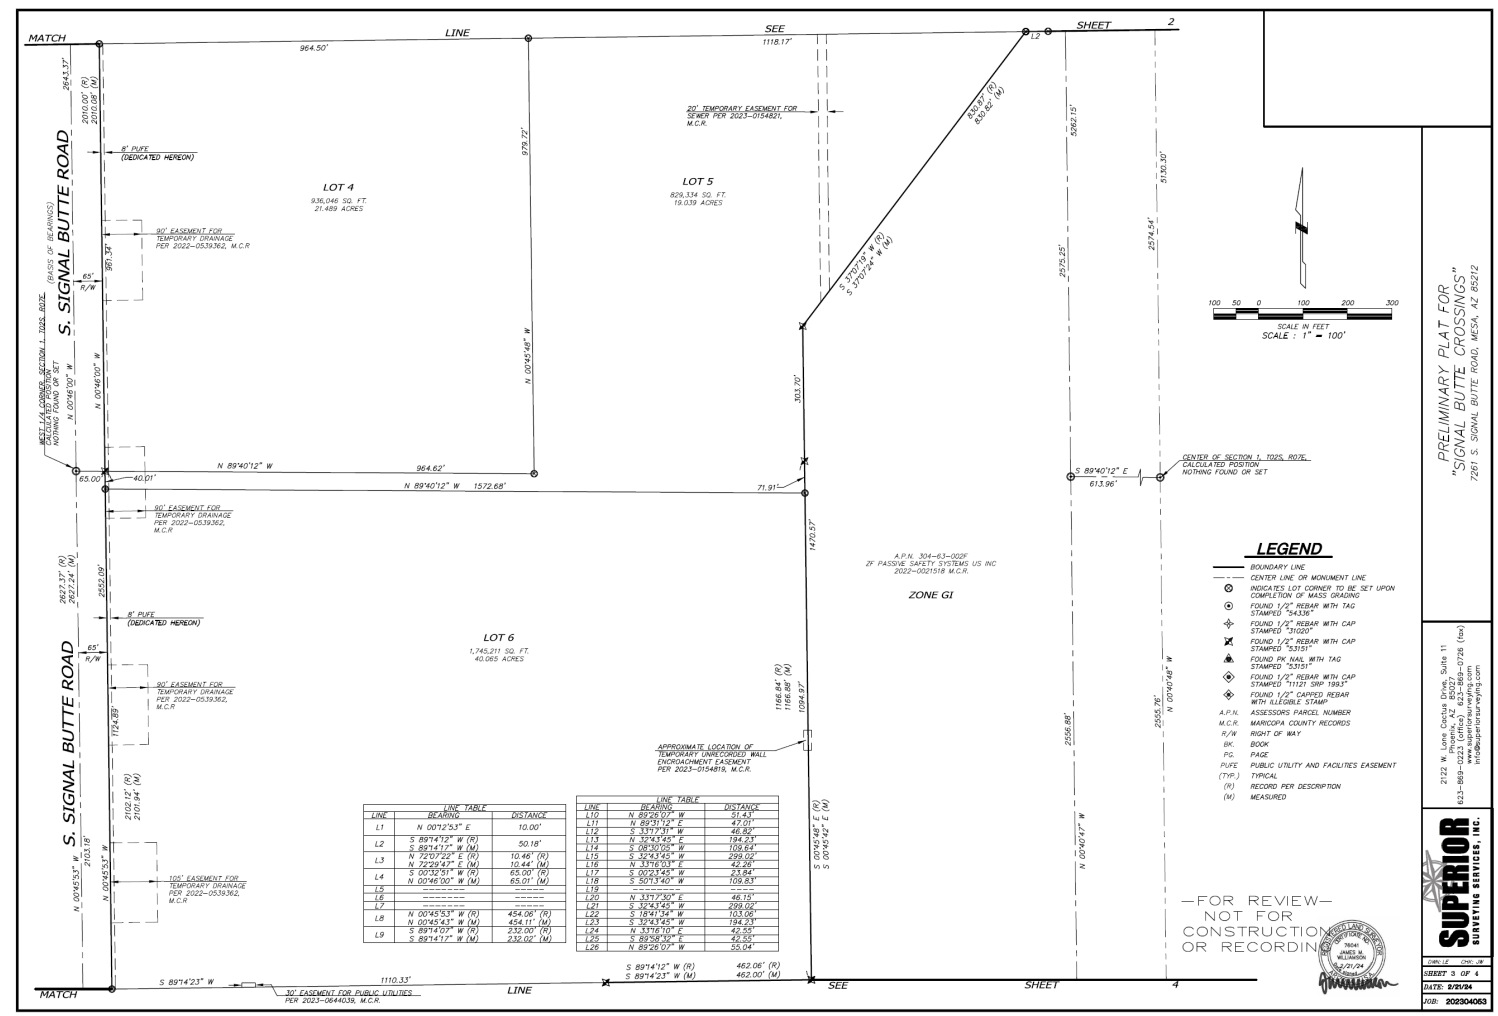 MATCH
LINE
SEE
SHEET
2
964.50'
1118.17'
L2
2643.37'
2010.00' (R)
2010.08' (M)
S. SIGNAL BUTTE ROAD
(BASIS OF BEARINGS)
8' PUFE
(DEDICATED HEREON)
20' TEMPORARY EASEMENT FOR
SEWER PER 2023-0154821,
M.C.R.
979.72'
830.87' (R)
830.82' (M)
5262.15'
5130.30'
LOT 4
936,046 SQ. FT.
21.489 ACRES
LOT 5
829,334 SQ. FT.
19.039 ACRES
90' EASEMENT FOR
TEMPORARY DRAINAGE
PER 2022-0539362, M.C.R
961.34'
65'
R/W
S 37°07'19" W (R)
S 37°07'24" W (M)
2575.25'
2574.54'
WEST 1/4 CORNER, SECTION 1, T02S, R07E,
CALCULATED POSITION
NOTHING FOUND OR SET
N 00°46'00" W
N 00°46'00" W
N 00°45'48" W
303.70'
100 50 0 100 200 300
SCALE IN FEET
SCALE : 1" = 100'
PRELIMINARY PLAT FOR
"SIGNAL BUTTE CROSSINGS"
7261 S. SIGNAL BUTTE ROAD, MESA, AZ 85212
N 89°40'12" W
964.62'
65.00'
40.01'
N 89°40'12" W 1572.68'
71.91'
S 89°40'12" E
613.96'
CENTER OF SECTION 1, T02S, R07E,
CALCULATED POSITION
NOTHING FOUND OR SET
90' EASEMENT FOR
TEMPORARY DRAINAGE
PER 2022-0539362,
M.C.R
1470.57'
2627.37' (R)
2627.24' (M)
2552.09'
A.P.N. 304-63-002F
ZF PASSIVE SAFETY SYSTEMS US INC
2022-0021518 M.C.R.
ZONE GI
8' PUFE
(DEDICATED HEREON)
LOT 6
1,745,211 SQ. FT.
40.065 ACRES
S. SIGNAL BUTTE ROAD
65'
R/W
90' EASEMENT FOR
TEMPORARY DRAINAGE
PER 2022-0539362,
M.C.R
1124.89'
1166.84' (R)
1166.88' (M)
1094.97'
N 00°40'48" W
2556.88'
2555.76'
APPROXIMATE LOCATION OF
TEMPORARY UNRECORDED WALL
ENCROACHMENT EASEMENT
PER 2023-0154819, M.C.R.
2102.12' (R)
2101.94' (M)
2103.18'
N 00°45'53" W
N 00°45'53" W
105' EASEMENT FOR
TEMPORARY DRAINAGE
PER 2022-0539362,
M.C.R
S 00°45'48" E (R)
S 00°45'42" E (M)
N 00°40'47" W
LEGEND
BOUNDARY LINE
CENTER LINE OR MONUMENT LINE
INDICATES LOT CORNER TO BE SET UPON
COMPLETION OF MASS GRADING
FOUND 1/2" REBAR WITH TAG
STAMPED "54336"
FOUND 1/2" REBAR WITH CAP
STAMPED "31020"
FOUND 1/2" REBAR WITH CAP
STAMPED "53151"
FOUND PK NAIL WITH TAG
STAMPED "53151"
FOUND 1/2" REBAR WITH CAP
STAMPED "11121 SRP 1993"
FOUND 1/2" CAPPED REBAR
WITH ILLEGIBLE STAMP
A.P.N. ASSESSORS PARCEL NUMBER
M.C.R. MARICOPA COUNTY RECORDS
R/W RIGHT OF WAY
BK. BOOK
PG. PAGE
PUFE PUBLIC UTILITY AND FACILITIES EASEMENT
(TYP.) TYPICAL
(R) RECORD PER DESCRIPTION
(M) MEASURED
LINE TABLE
LINE BEARING DISTANCE
L1 N 00°12'53" E 10.00'
L2 S 89°14'12" W (R) 50.18'
S 89°14'17" W (M)
L3 N 72°07'22" E (R) 10.46' (R)
N 72°29'47" E (M) 10.44' (M)
L4 S 00°32'51" W (R) 65.00' (R)
N 00°46'00" W (M) 65.01' (M)
L5 ------- -----
L6 ------- -----
L7 ------- -----
L8 N 00°45'53" W (R) 454.06' (R)
N 00°45'43" W (M) 454.11' (M)
L9 S 89°14'07" W (R) 232.00' (R)
S 89°14'17" W (M) 232.02' (M)
LINE TABLE
LINE BEARING DISTANCE
L10 N 89°26'07" W 51.43'
L11 N 89°31'12" E 47.01'
L12 S 33°17'31" W 46.82'
L13 N 32°43'45" E 194.23'
L14 S 08°30'05" W 109.64'
L15 S 32°43'45" W 299.02'
L16 N 33°16'03" E 42.26'
L17 S 00°23'45" W 23.84'
L18 S 50°13'40" W 109.83'
L19 ------- ----
L20 N 33°17'30" E 46.15'
L21 S 32°43'45" W 299.02'
L22 S 18°41'34" W 103.06'
L23 S 32°43'45" W 194.23'
L24 N 33°16'10" E 42.55'
L25 S 89°58'32" E 42.55'
L26 N 89°26'07" W 55.04'
S 89°14'12" W (R) 462.06' (R)
S 89°14'23" W (M) 462.00' (M)
S 89°14'23" W
1110.33'
30' EASEMENT FOR PUBLIC UTILITIES
PER 2023-0644039, M.C.R.
MATCH
LINE
SEE
SHEET
4
-FOR REVIEW-
NOT FOR
CONSTRUCTION
OR RECORDING
REGISTERED LAND SURVEYOR
CERTIFICATE NO.
76041
JAMES M.
WILLIAMSON
2/21/24
2122 W. Lone Cactus Drive, Suite 11
Phoenix, AZ 85027
623-869-0223 (office) 623-869-0726 (fax)
www.superiorsurveying.com
info@superiorsurveying.com
SUPERIOR
SURVEYING SERVICES, INC.
DWN: LE CHK: JW
SHEET 3 OF 4
DATE: 2/21/24
JOB: 202304053